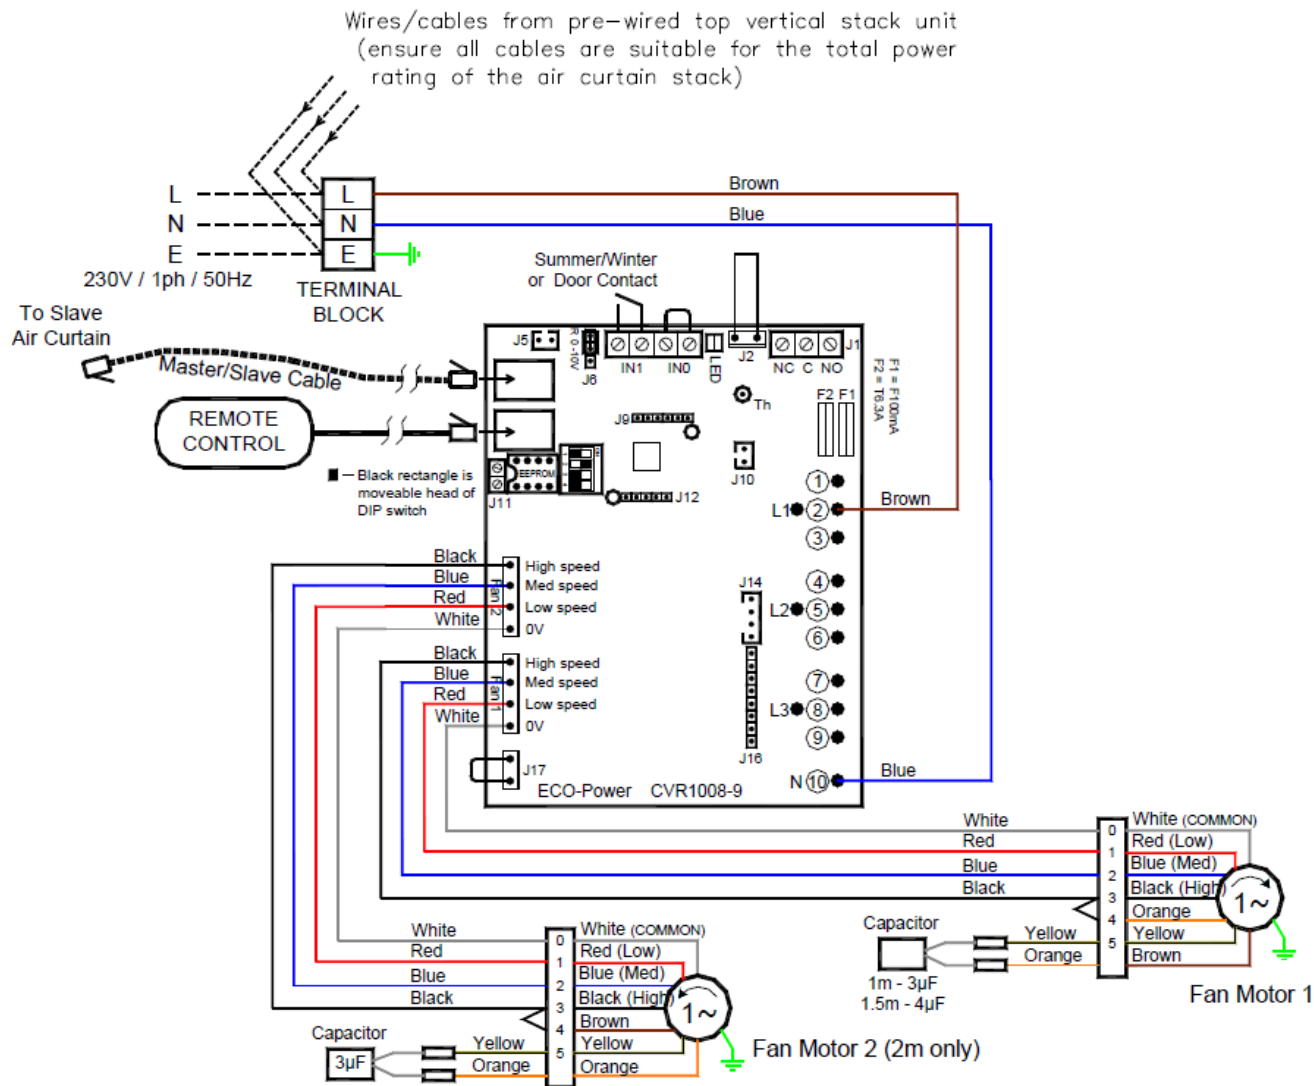 Wires/cables from pre-wired top vertical stack unit
(ensure all cables are suitable for the total power
rating of the air curtain stack)
L
N
E
L
N
E
230V / 1ph / 50Hz
TERMINAL
BLOCK
Brown
Blue
Summer/Winter
or Door Contact
To Slave
Air Curtain
Master/Slave Cable
REMOTE
CONTROL
– Black rectangle is
moveable head of
DIP switch
J5
R 0-10V
J6
IN1
IN0
LED
J2
J1
NC C NO
F1 = F100mA
F2 = T6.3A
F2 F1
Th
J9
J10
J12
EEPROM
ON
1
2
3
4
J11
1
L1 2
3
Brown
4
L2 5
6
7
L3 8
9
N 10
Blue
J14
J16
Black
Blue
Red
White
Fan 2
High speed
Med speed
Low speed
0V
Black
Blue
Red
White
Fan 1
High speed
Med speed
Low speed
0V
J17
ECO-Power CVR1008-9
White
Red
Blue
Black
0
1
2
3
4
5
White (COMMON)
Red (Low)
Blue (Med)
Black (High)
Orange
Yellow
Brown
1~
Capacitor
1m - 3µF
1.5m - 4µF
Yellow
Orange
Fan Motor 1
White
Red
Blue
Black
0
1
2
3
4
5
White (COMMON)
Red (Low)
Blue (Med)
Black (High)
Brown
Yellow
Orange
1~
Capacitor
3µF
Yellow
Orange
Fan Motor 2 (2m only)